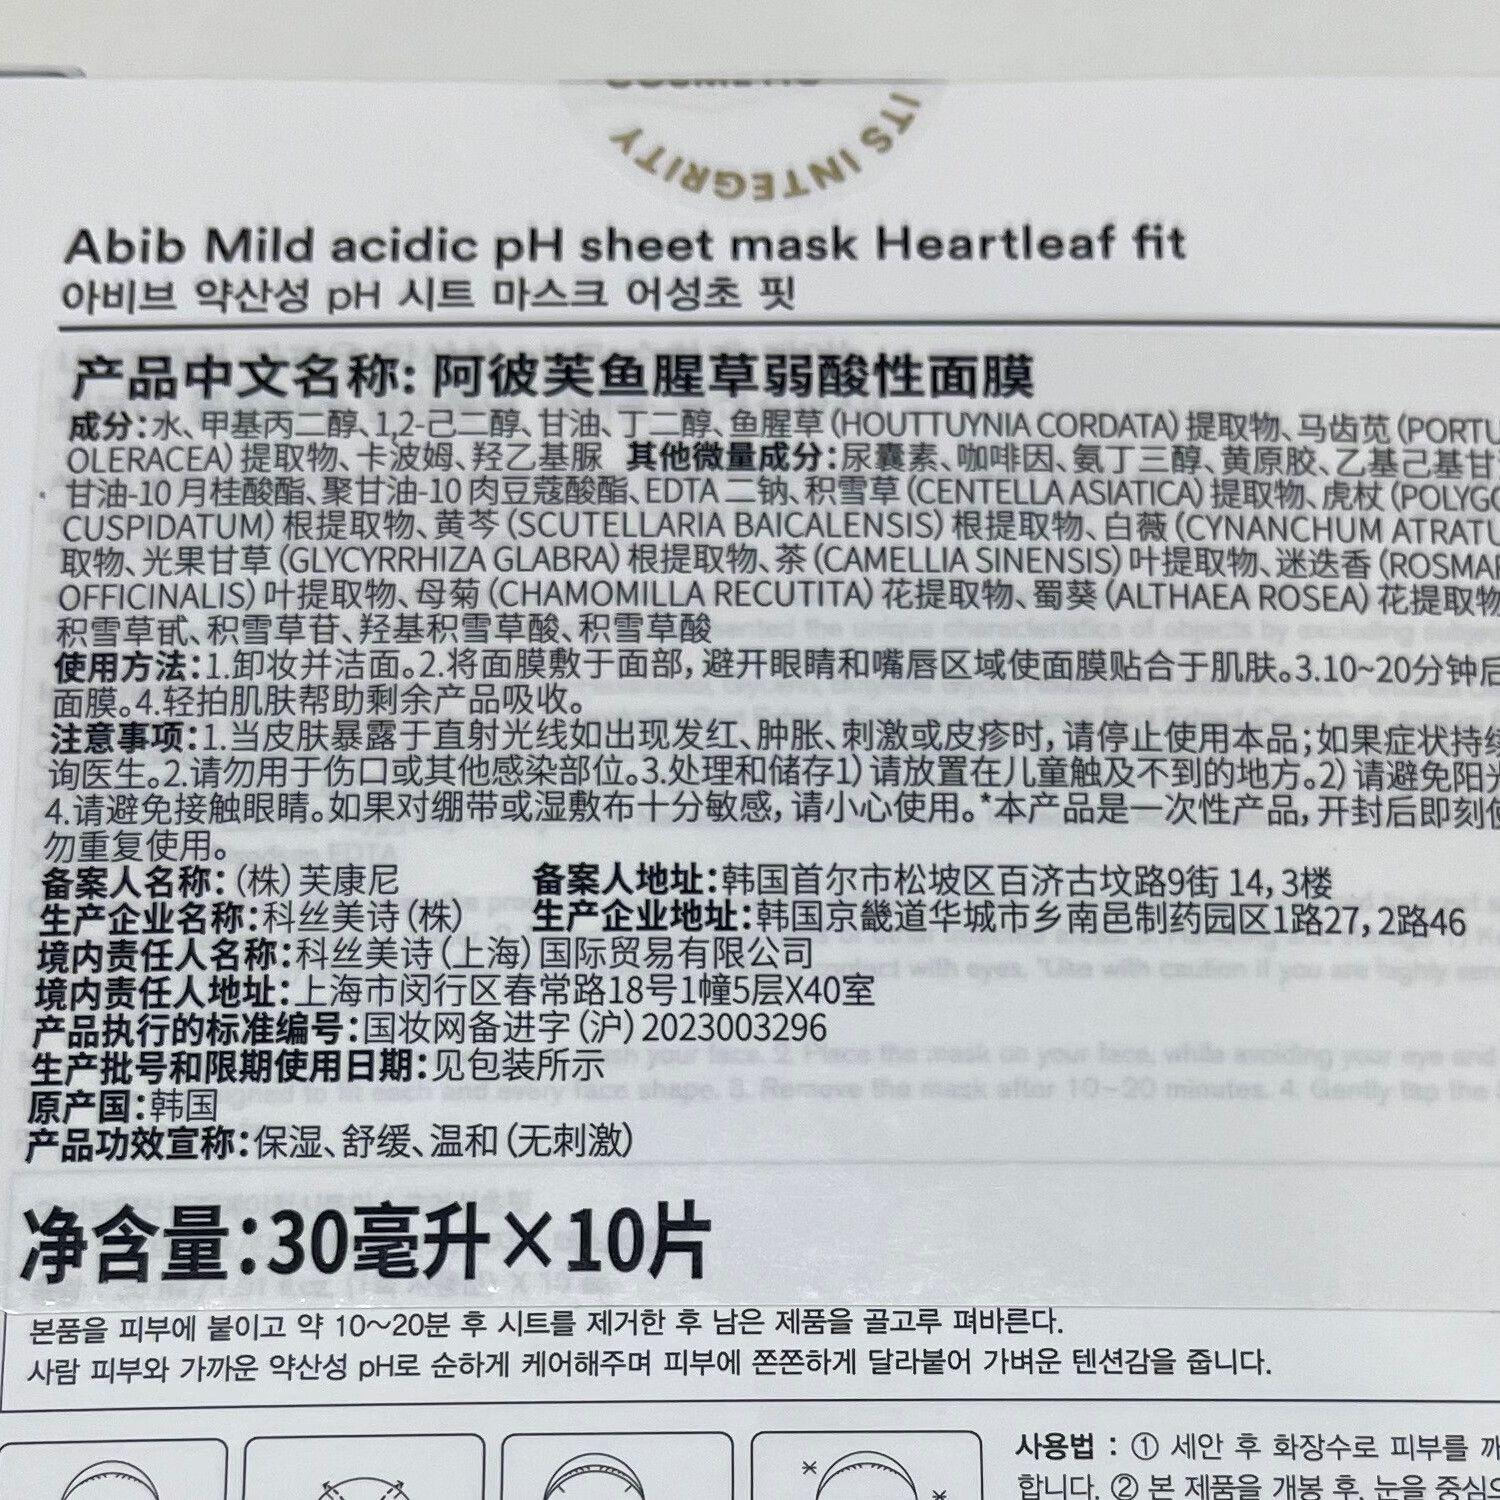 ITS INTEGRITY
Abib Mild acidic pH sheet mask Heartleaf fit
아비브 약산성 pH 시트 마스크 어성초 핏
产品中文名称: 阿彼芙鱼腥草弱酸性面膜
成分:水、甲基丙二醇、1,2-己二醇、甘油、丁二醇、鱼腥草(HOUTTUYNIA CORDATA)提取物、马齿苋(PORTU
OLERACEA)提取物、卡波姆、羟乙基脲 其他微量成分:尿囊素、咖啡因、氨丁三醇、黄原胶、乙基己基甘
甘油-10月桂酸酯、聚甘油-10肉豆蔻酸酯、EDTA二钠、积雪草(CENTELLA ASIATICA)提取物、虎杖(POLYGO
CUSPIDATUM)根提取物、黄芩(SCUTELLARIA BAICALENSIS)根提取物、白薇(CYNANCHUM ATRATU
取物、光果甘草(GLYCYRRHIZA GLABRA)根提取物、茶(CAMELLIA SINENSIS)叶提取物、迷迭香(ROSMAR
OFFICINALIS)叶提取物、母菊(CHAMOMILLA RECUTITA)花提取物、蜀葵(ALTHAEA ROSEA)花提取物
积雪草甙、积雪草苷、羟基积雪草酸、积雪草酸
使用方法:1.卸妆并洁面。2.将面膜敷于面部,避开眼睛和嘴唇区域使面膜贴合于肌肤。3.10~20分钟后
面膜。4.轻拍肌肤帮助剩余产品吸收。
注意事项:1.当皮肤暴露于直射光线如出现发红、肿胀、刺激或皮疹时,请停止使用本品;如果症状持续
询医生。2.请勿用于伤口或其他感染部位。3.处理和储存1)请放置在儿童触及不到的地方。2)请避免阳光
4.请避免接触眼睛。如果对绷带或湿敷布十分敏感,请小心使用。*本产品是一次性产品,开封后即刻使
勿重复使用。
备案人名称:(株)芙康尼 备案人地址:韩国首尔市松坡区百济古坟路9街 14,3楼
生产企业名称:科丝美诗(株) 生产企业地址:韩国京畿道华城市乡南邑制药园区1路27,2路46
境内责任人名称:科丝美诗(上海)国际贸易有限公司
境内责任人地址:上海市闵行区春常路18号1幢5层X40室
产品执行的标准编号:国妆网备进字(沪)2023003296
生产批号和限期使用日期:见包装所示
原产国:韩国
产品功效宣称:保湿、舒缓、温和(无刺激)
净含量:30毫升×10片
본품을 피부에 붙이고 약 10~20분 후 시트를 제거한 후 남은 제품을 골고루 펴바른다.
사람 피부와 가까운 약산성 pH로 순하게 케어해주며 피부에 쫀쫀하게 달라붙어 가벼운 텐션감을 줍니다.
사용법 : ① 세안 후 화장수로 피부를 깨
합니다. ② 본 제품을 개봉 후, 눈을 중심으